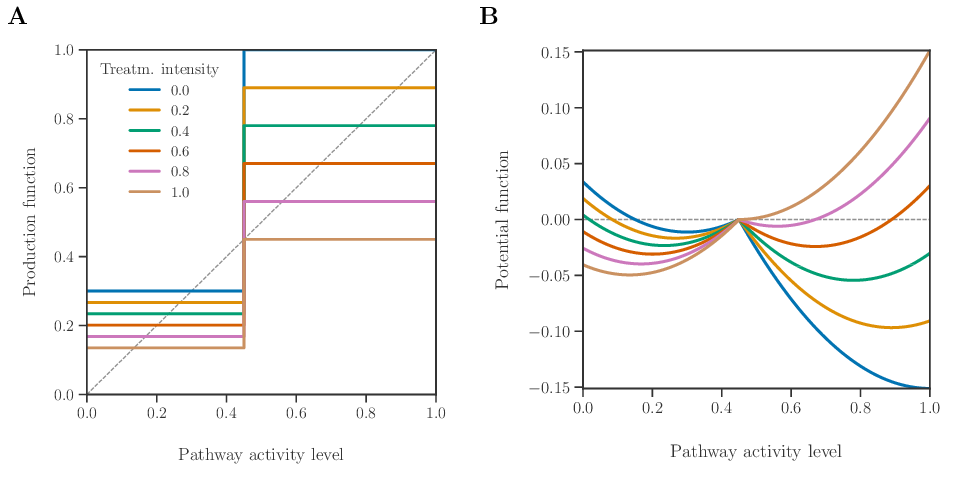 A
Production function
1.0
0.8
0.6
0.4
0.2
0.0
Treatm. intensity
0.0
0.2
0.4
0.6
0.8
1.0
0.0 0.2 0.4 0.6 0.8 1.0
Pathway activity level
B
Potential function
0.15
0.10
0.05
0.00
−0.05
−0.10
−0.15
0.0 0.2 0.4 0.6 0.8 1.0
Pathway activity level